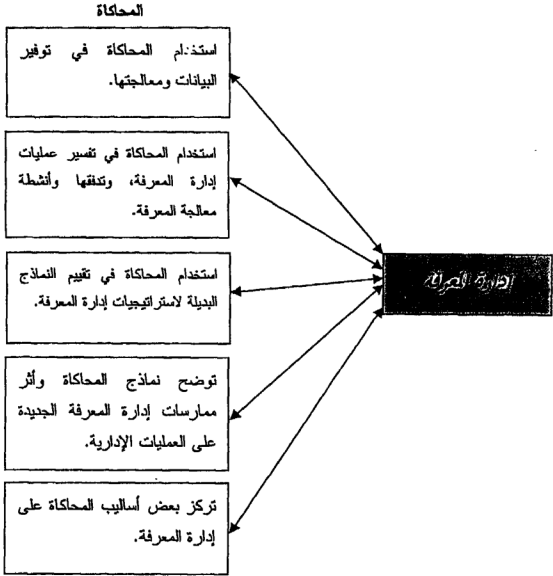 المحاكاة
استخدام المحاكاة في توفير
البيانات ومعالجتها.
استخدام المحاكاة في تفسير عمليات
إدارة المعرفة، وتدفقها وأنشطة
معالجة المعرفة.
استخدام المحاكاة في تقييم النماذج
البديلة لاستراتيجيات إدارة المعرفة.
توضح نماذج المحاكاة وأثر
ممارسات إدارة المعرفة الجديدة
على العمليات الإدارية.
تركز بعض أساليب المحاكاة على
إدارة المعرفة.
إدارة المعرفة